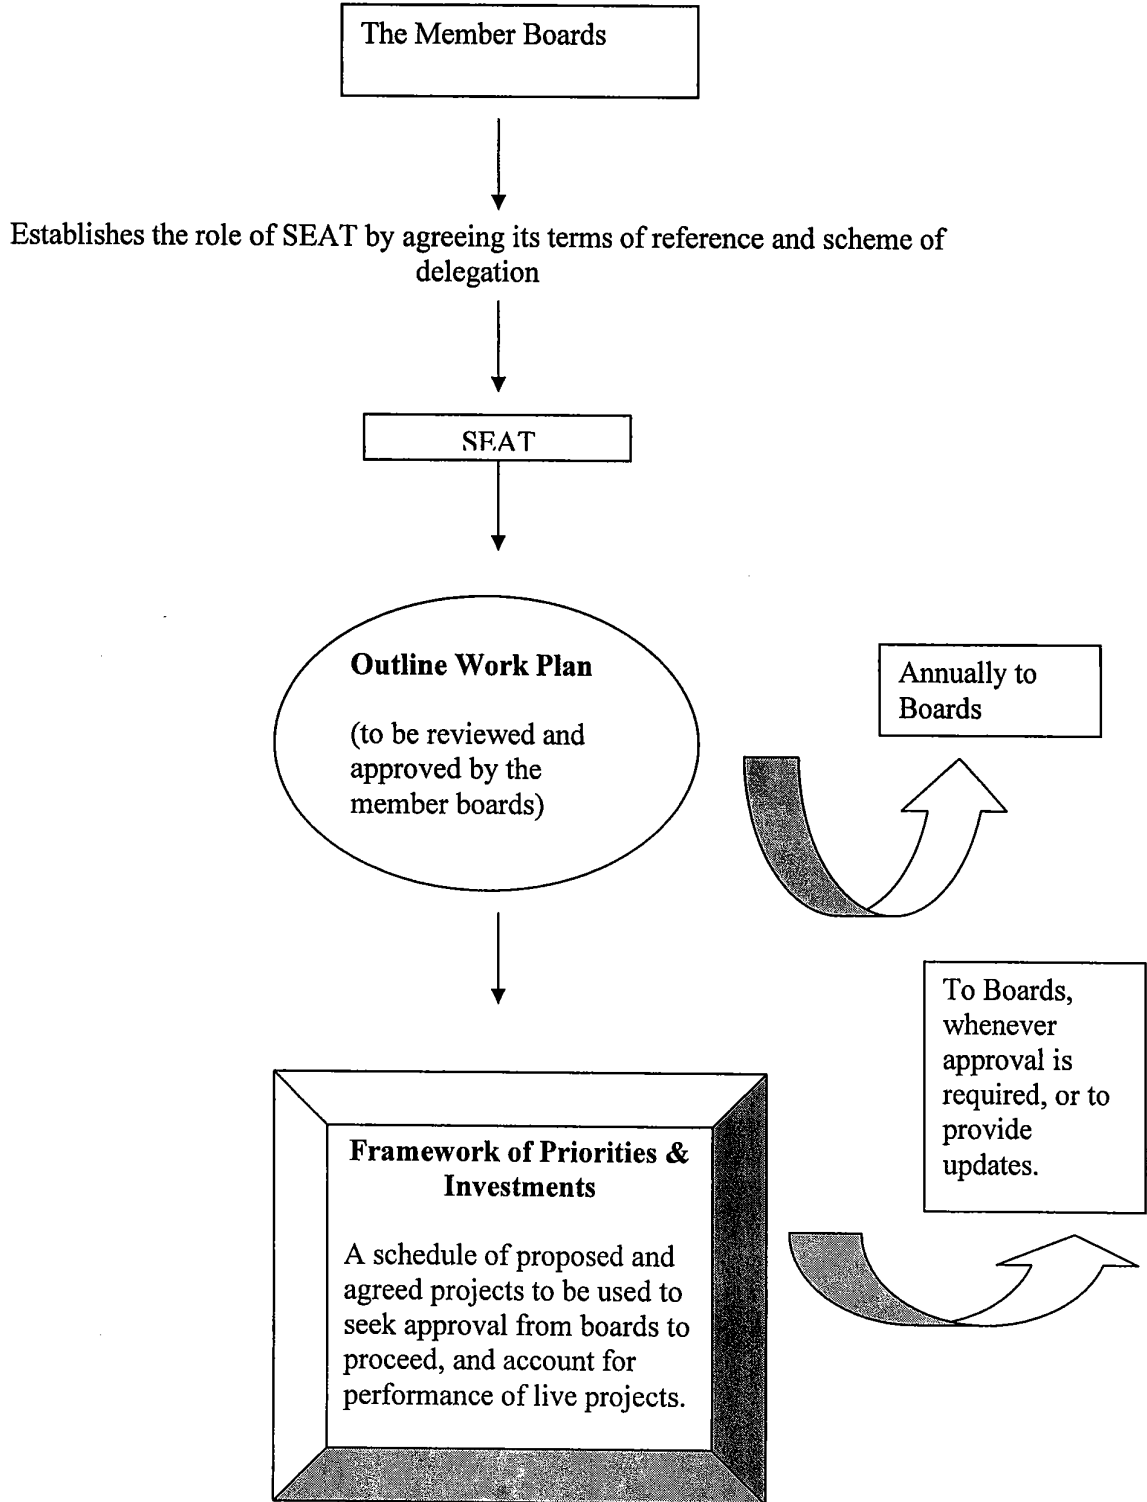 The Member Boards
Establishes the role of SEAT by agreeing its terms of reference and scheme of
delegation
SEAT
Outline Work Plan
(to be reviewed and
approved by the
member boards)
Annually to
Boards
To Boards,
whenever
approval is
required, or to
provide
updates.
Framework of Priorities &
Investments
A schedule of proposed and
agreed projects to be used to
seek approval from boards to
proceed, and account for
performance of live projects.